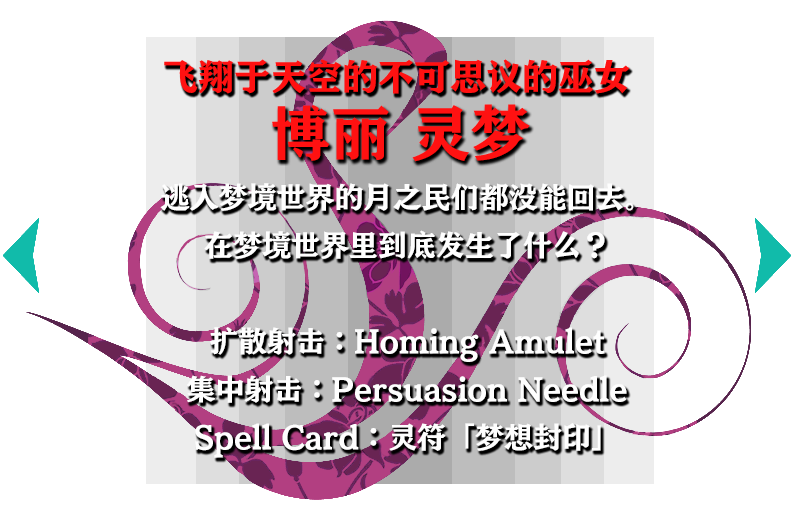 飞翔于天空的不可思议的巫女
博丽 灵梦
逃入梦境世界的月之民们都没能回去。
在梦境世界里到底发生了什么？
扩散射击：Homing Amulet
集中射击：Persuasion Needle
Spell Card：灵符「梦想封印」